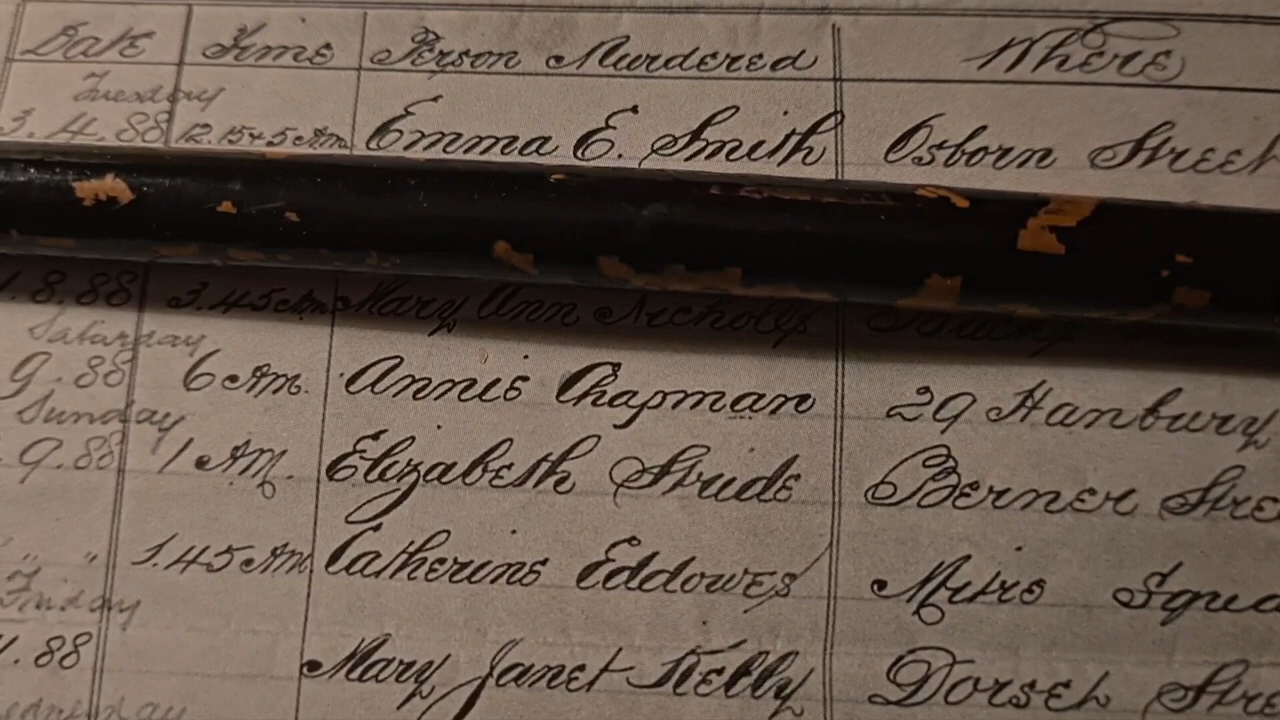 Date Time Person Murdered Where
Tuesday
3.4.88 12.15 + 5 Am Emma E. Smith Osborn Street
.8.88 3.45 Am Mary Ann Nicholls
Saturday
9.88 6 Am. Annie Chapman 29 Hanbury
Sunday
.9.88 1 AM. Elizabeth Stride Berner Stre
" " 1.45 Am Catherine Eddowes Mitre Squa
Friday
.88 Mary Janet Kelly Dorset Stre
ednesday